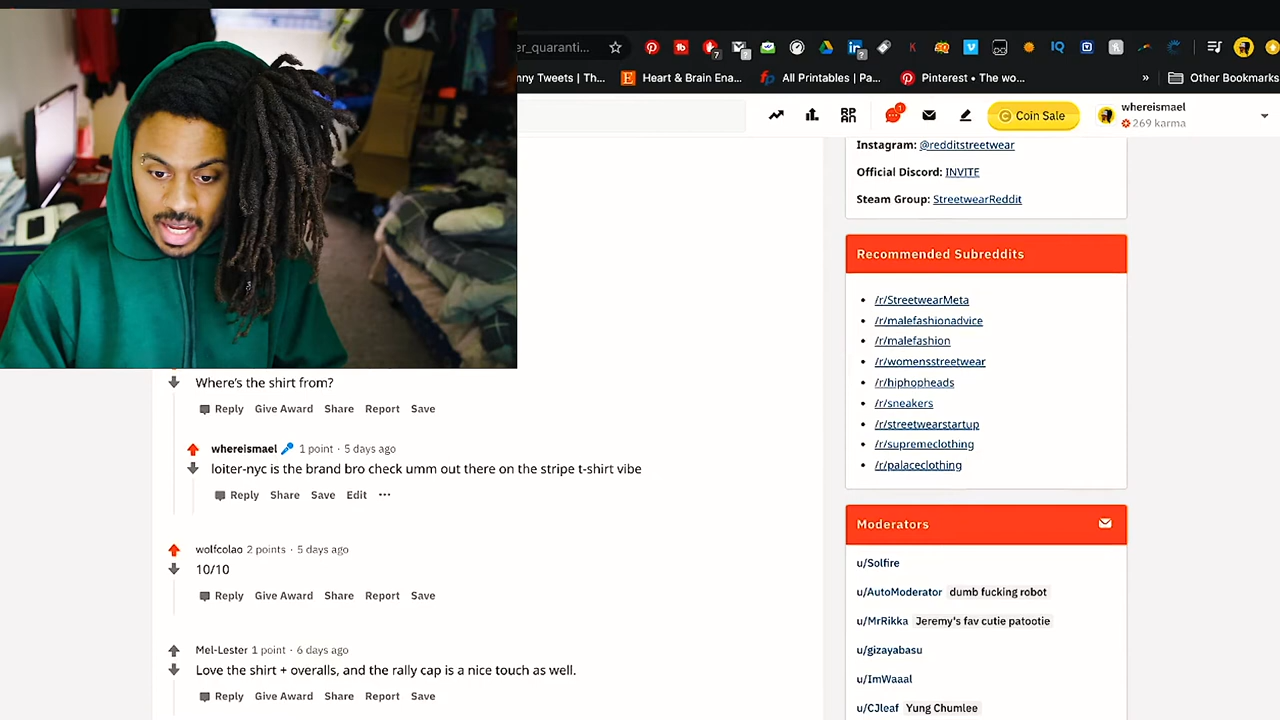 er_quaranti...
7
2
2
K
IQ
nny Tweets | Th...
Heart & Brain Ena...
All Printables | Pa...
Pinterest • The wo...
»
Other Bookmarks
1
Coin Sale
whereismael
269 karma
Instagram: @redditstreetwear
Official Discord: INVITE
Steam Group: StreetwearReddit
Recommended Subreddits
/r/StreetwearMeta
/r/malefashionadvice
/r/malefashion
/r/womensstreetwear
/r/hiphopheads
/r/sneakers
/r/streetwearstartup
/r/supremeclothing
/r/palaceclothing
Moderators
u/Solfire
u/AutoModerator dumb fucking robot
u/MrRikka Jeremy's fav cutie patootie
u/gizayabasu
u/ImWaaal
u/CJleaf Yung Chumlee
Where's the shirt from?
Reply Give Award Share Report Save
whereismael 1 point · 5 days ago
loiter-nyc is the brand bro check umm out there on the stripe t-shirt vibe
Reply Share Save Edit ···
wolfcolao 2 points · 5 days ago
10/10
Reply Give Award Share Report Save
Mel-Lester 1 point · 6 days ago
Love the shirt + overalls, and the rally cap is a nice touch as well.
Reply Give Award Share Report Save